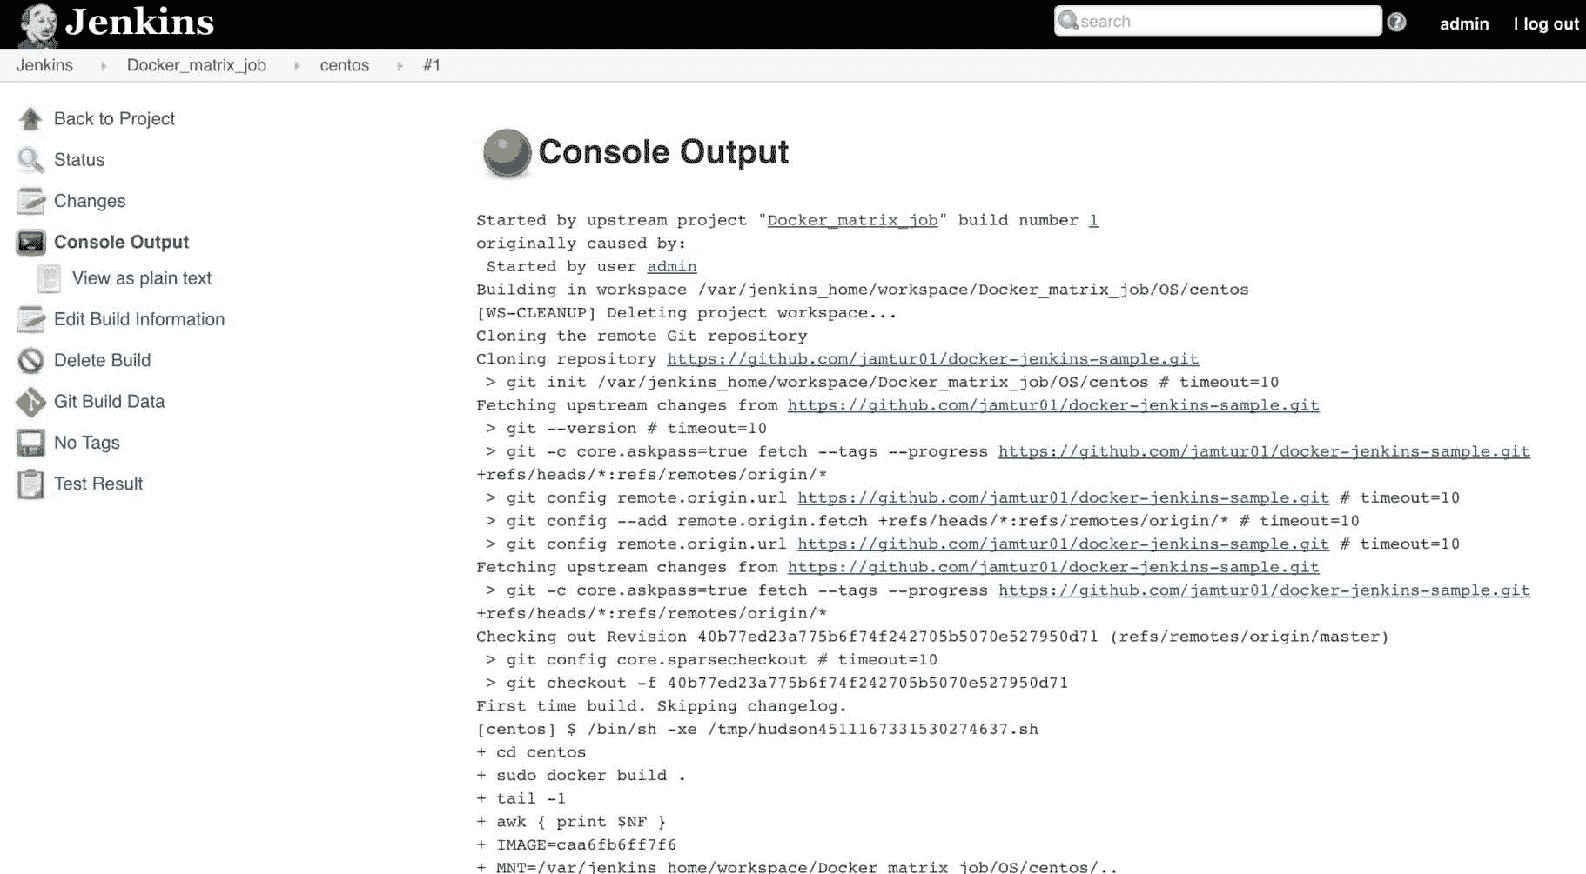 Jenkins
search
admin
| log out
Jenkins
Docker_matrix_job
centos
#1
Back to Project
Status
Changes
Console Output
View as plain text
Edit Build Information
Delete Build
Git Build Data
No Tags
Test Result
Console Output
Started by upstream project "Docker_matrix_job" build number 1
originally caused by:
Started by user admin
Building in workspace /var/jenkins_home/workspace/Docker_matrix_job/OS/centos
[WS-CLEANUP] Deleting project workspace...
Cloning the remote Git repository
Cloning repository https://github.com/jamtur01/docker-jenkins-sample.git
> git init /var/jenkins_home/workspace/Docker_matrix_job/OS/centos # timeout=10
Fetching upstream changes from https://github.com/jamtur01/docker-jenkins-sample.git
> git --version # timeout=10
> git -c core.askpass=true fetch --tags --progress https://github.com/jamtur01/docker-jenkins-sample.git
+refs/heads/*:refs/remotes/origin/*
> git config remote.origin.url https://github.com/jamtur01/docker-jenkins-sample.git # timeout=10
> git config --add remote.origin.fetch +refs/heads/*:refs/remotes/origin/* # timeout=10
> git config remote.origin.url https://github.com/jamtur01/docker-jenkins-sample.git # timeout=10
Fetching upstream changes from https://github.com/jamtur01/docker-jenkins-sample.git
> git -c core.askpass=true fetch --tags --progress https://github.com/jamtur01/docker-jenkins-sample.git
+refs/heads/*:refs/remotes/origin/*
Checking out Revision 40b77ed23a775b6f74f242705b5070e527950d71 (refs/remotes/origin/master)
> git config core.sparsecheckout # timeout=10
> git checkout -f 40b77ed23a775b6f74f242705b5070e527950d71
First time build. Skipping changelog.
[centos] $ /bin/sh -xe /tmp/hudson4511167331530274637.sh
+ cd centos
+ sudo docker build .
+ tail -1
+ awk { print $NF }
+ IMAGE=caa6fb6ff7f6
+ MNT=/var/jenkins_home/workspace/Docker_matrix_job/OS/centos/..